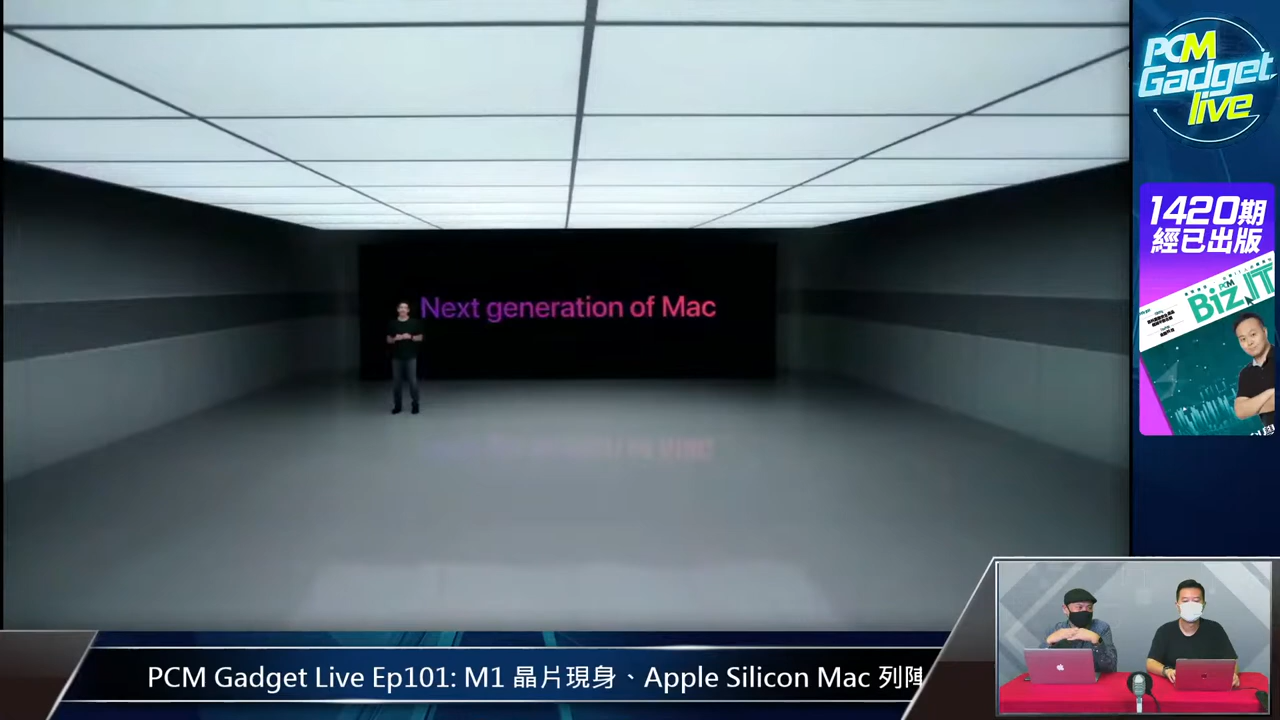 Next generation of Mac
PCM
Gadget
live
1420期
經已出版
PCM
Biz IT
PCM Gadget Live Ep101: M1 晶片現身、Apple Silicon Mac 列陣